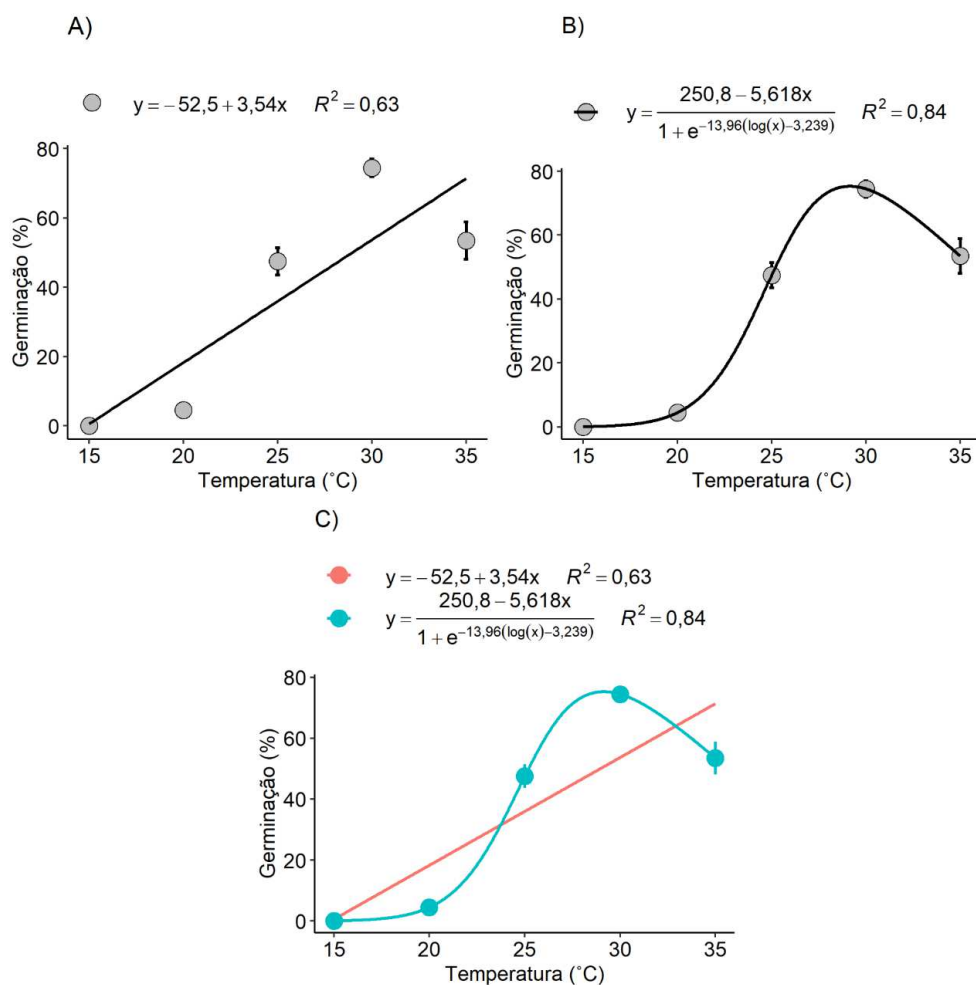 A)
y = −52,5 + 3,54x R² = 0,63
80
60
40
20
0
Germinação (%)
15 20 25 30 35
Temperatura (°C)
B)
y = (250,8 − 5,618x) / (1 + e^(−13,96(log(x)−3,239))) R² = 0,84
80
60
40
20
0
Germinação (%)
15 20 25 30 35
Temperatura (°C)
C)
y = −52,5 + 3,54x R² = 0,63
y = (250,8 − 5,618x) / (1 + e^(−13,96(log(x)−3,239))) R² = 0,84
80
60
40
20
0
Germinação (%)
15 20 25 30 35
Temperatura (°C)